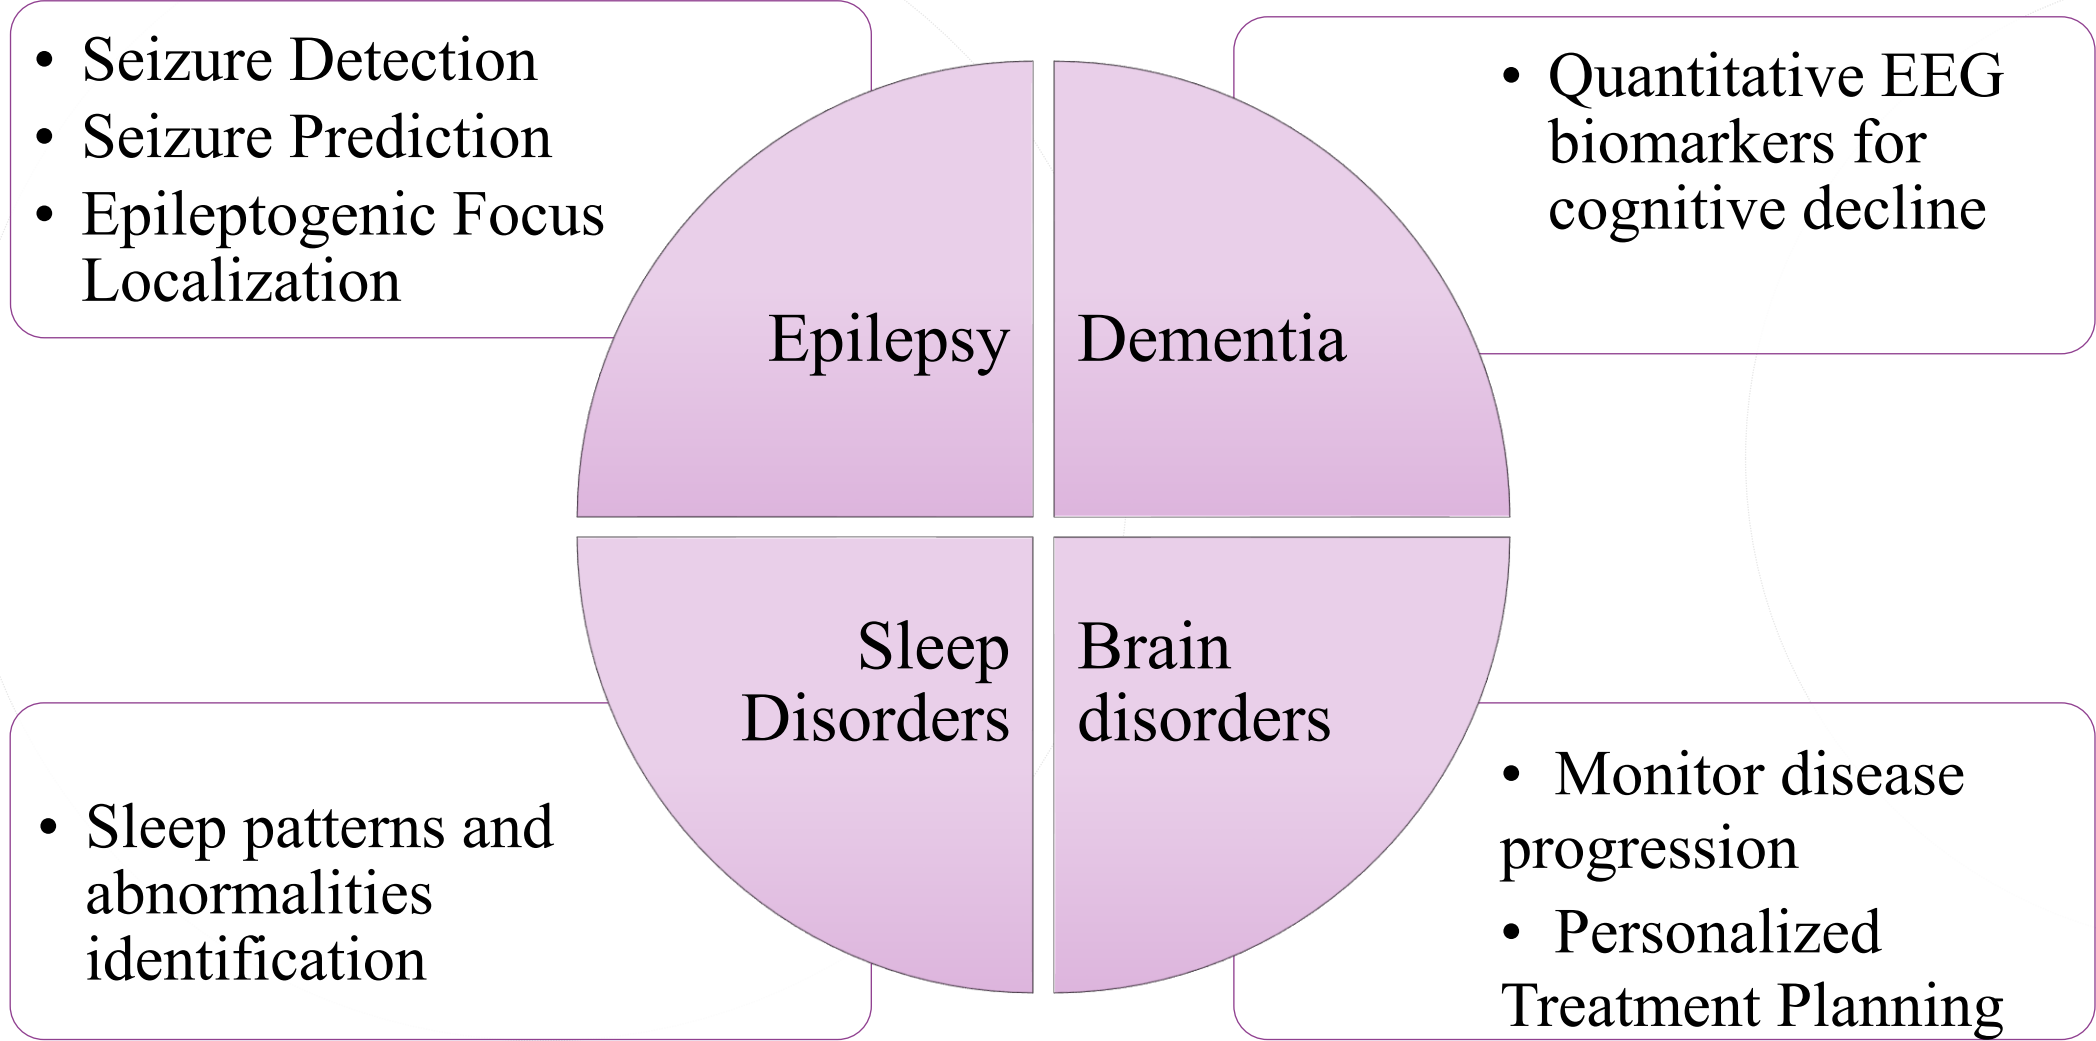 • Seizure Detection
• Seizure Prediction
• Epileptogenic Focus
Localization
• Quantitative EEG
biomarkers for
cognitive decline
Epilepsy
Dementia
Sleep
Disorders
Brain
disorders
• Sleep patterns and
abnormalities
identification
• Monitor disease
progression
• Personalized
Treatment Planning